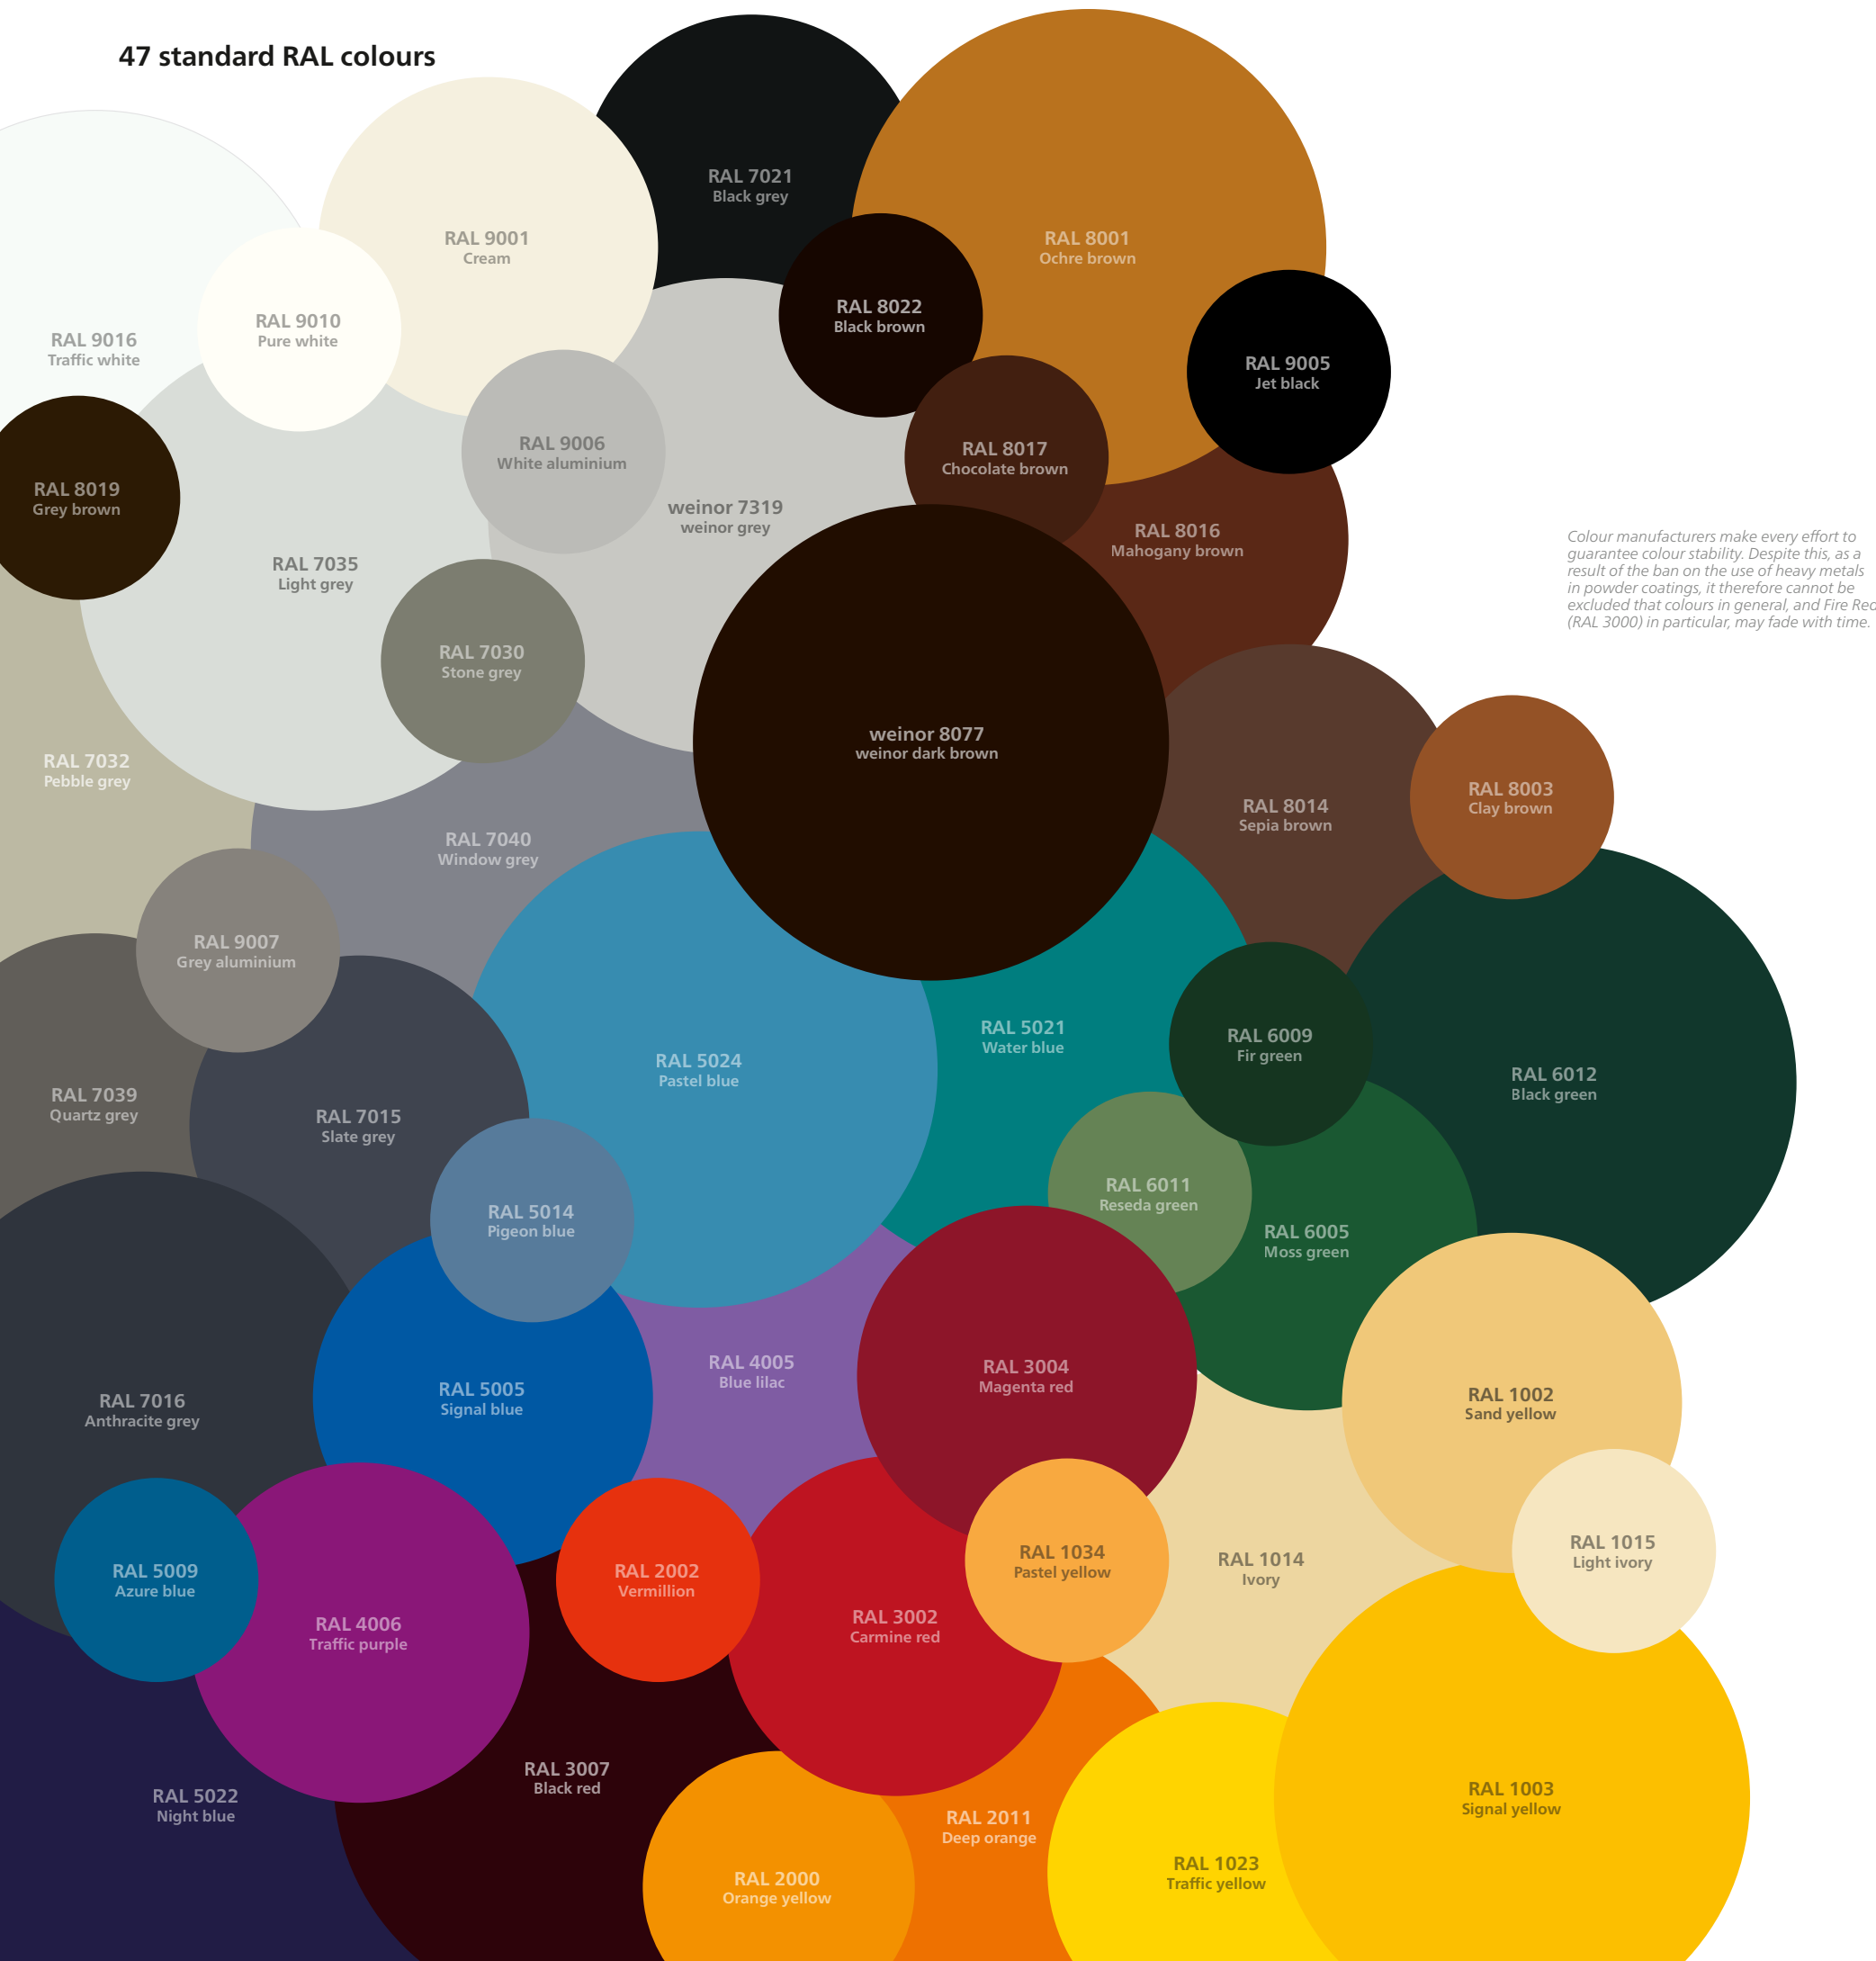 47 standard RAL colours
RAL 7021
Black grey
RAL 9001
Cream
RAL 8001
Ochre brown
RAL 8022
Black brown
RAL 9010
Pure white
RAL 9016
Traffic white
RAL 9005
Jet black
RAL 9006
White aluminium
RAL 8017
Chocolate brown
RAL 8019
Grey brown
weinor 7319
weinor grey
RAL 8016
Mahogany brown
Colour manufacturers make every effort to
guarantee colour stability. Despite this, as a
result of the ban on the use of heavy metals
in powder coatings, it therefore cannot be
excluded that colours in general, and Fire Red
(RAL 3000) in particular, may fade with time.
RAL 7035
Light grey
RAL 7030
Stone grey
weinor 8077
weinor dark brown
RAL 7032
Pebble grey
RAL 8003
Clay brown
RAL 8014
Sepia brown
RAL 7040
Window grey
RAL 9007
Grey aluminium
RAL 5021
Water blue
RAL 6009
Fir green
RAL 5024
Pastel blue
RAL 6012
Black green
RAL 7039
Quartz grey
RAL 7015
Slate grey
RAL 6011
Reseda green
RAL 5014
Pigeon blue
RAL 6005
Moss green
RAL 4005
Blue lilac
RAL 3004
Magenta red
RAL 5005
Signal blue
RAL 7016
Anthracite grey
RAL 1002
Sand yellow
RAL 1015
Light ivory
RAL 1034
Pastel yellow
RAL 1014
Ivory
RAL 5009
Azure blue
RAL 2002
Vermillion
RAL 3002
Carmine red
RAL 4006
Traffic purple
RAL 3007
Black red
RAL 1003
Signal yellow
RAL 5022
Night blue
RAL 2011
Deep orange
RAL 1023
Traffic yellow
RAL 2000
Orange yellow